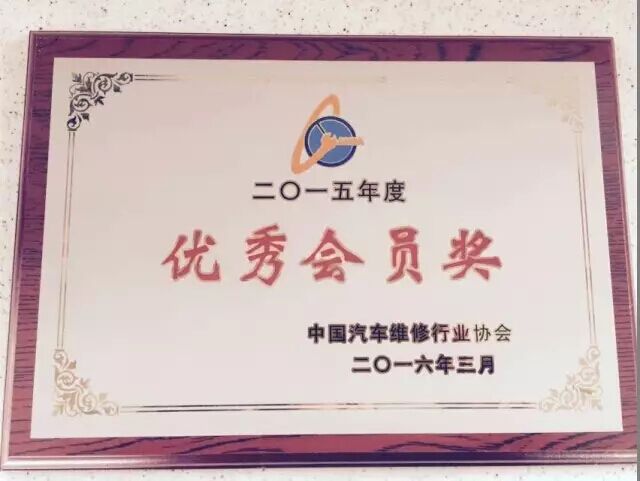 二〇一五年度
优秀会员奖
中国汽车维修行业协会
二〇一六年三月